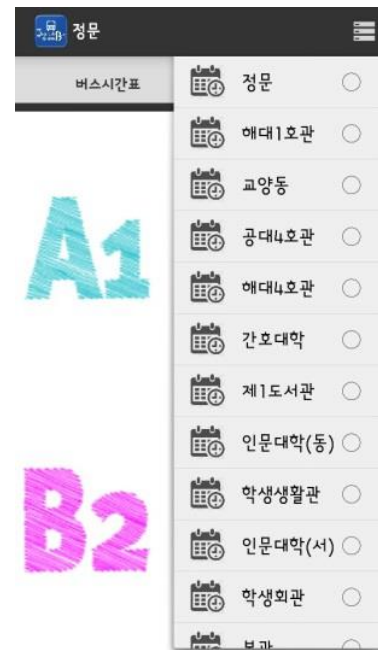 정문
버스시간표
A1
B2
정문
해대1호관
교양동
공대4호관
해대4호관
간호대학
제1도서관
인문대학(동)
학생생활관
인문대학(서)
학생회관
본관